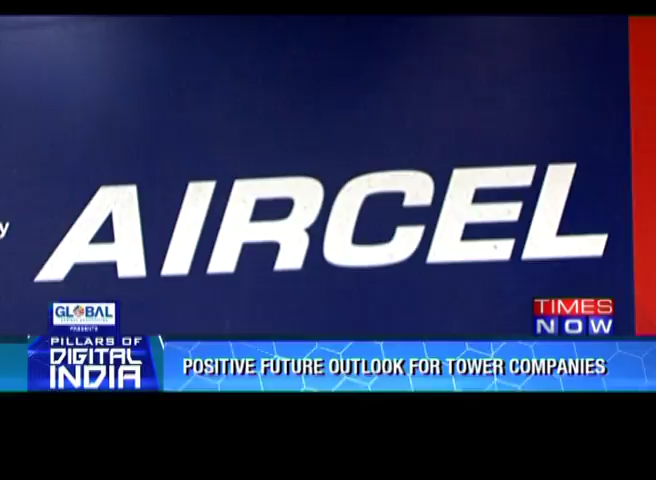 y
AIRCEL
GLOBAL
PRESENTS
TIMES
NOW
PILLARS OF
DIGITAL
INDIA
POSITIVE FUTURE OUTLOOK FOR TOWER COMPANIES